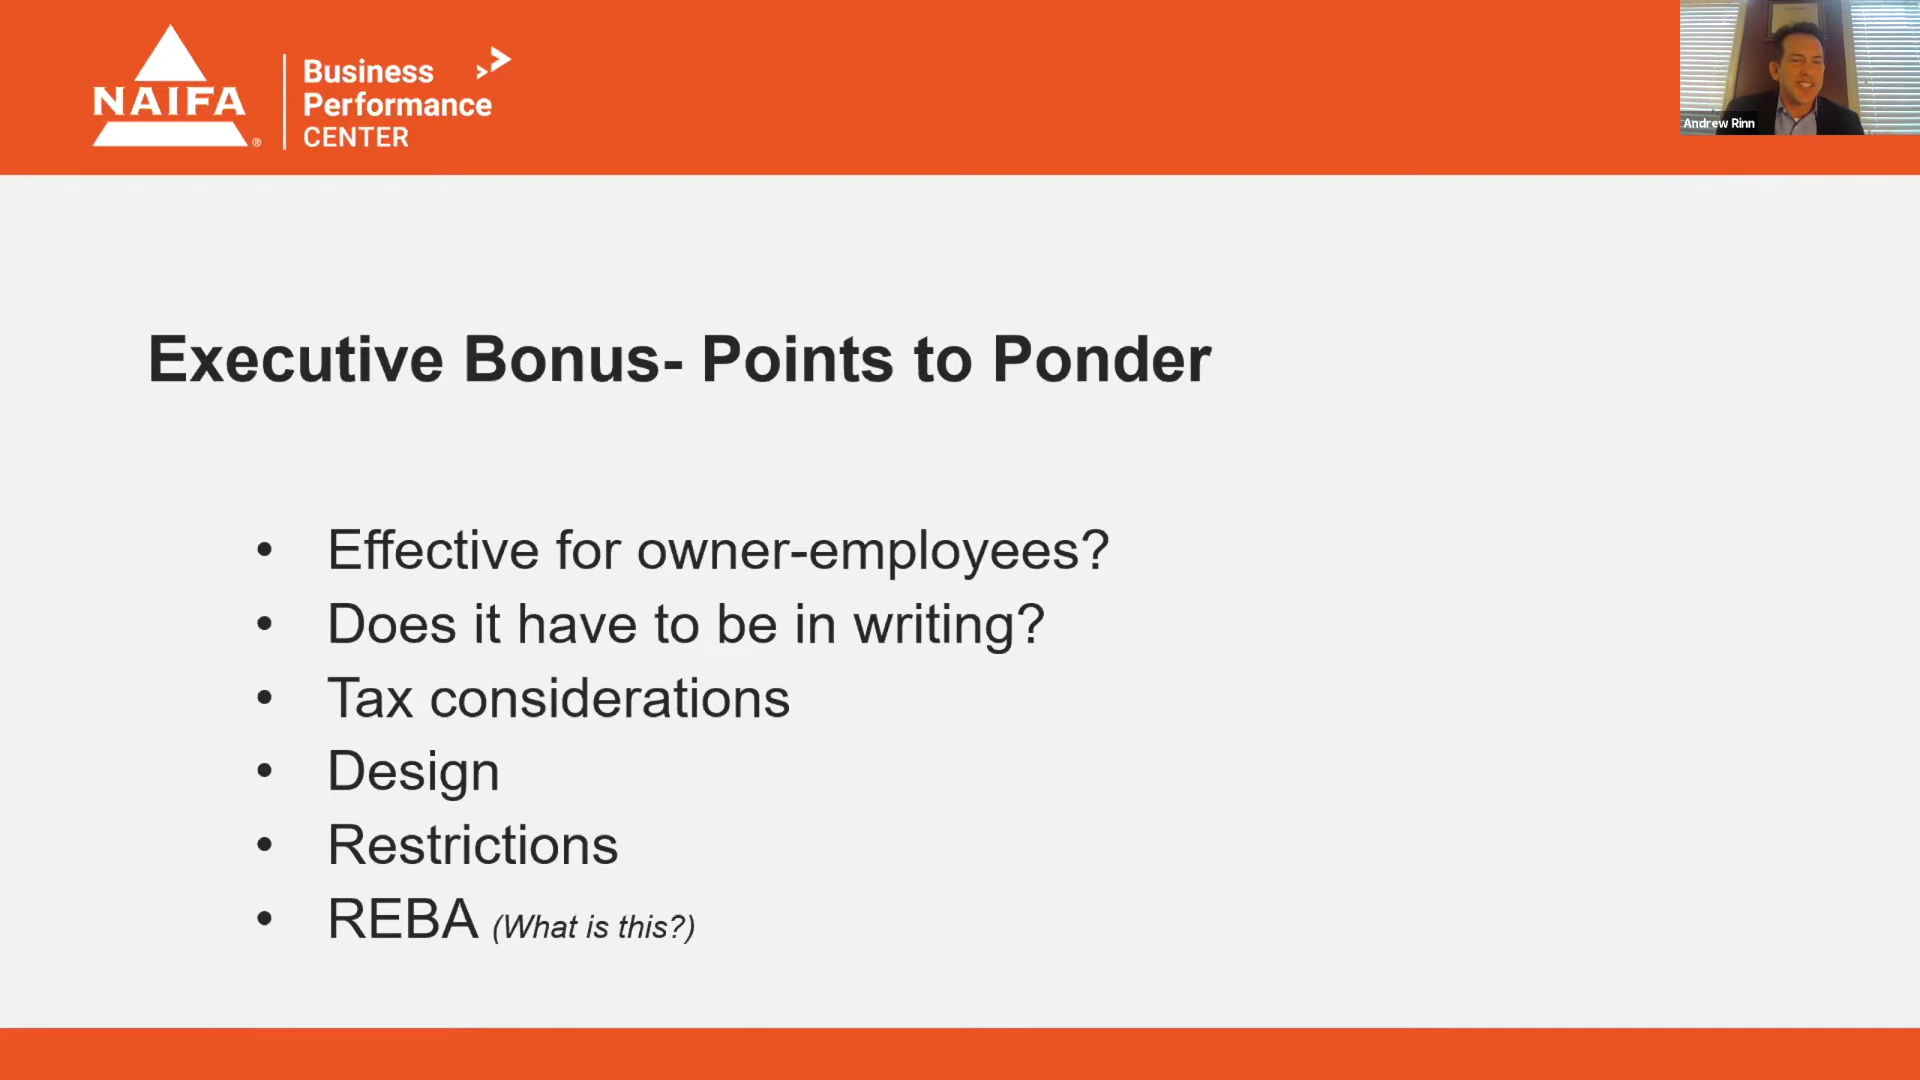 NAIFA®
Business
Performance
CENTER
Andrew Rinn
Executive Bonus- Points to Ponder
• Effective for owner-employees?
• Does it have to be in writing?
• Tax considerations
• Design
• Restrictions
• REBA (What is this?)